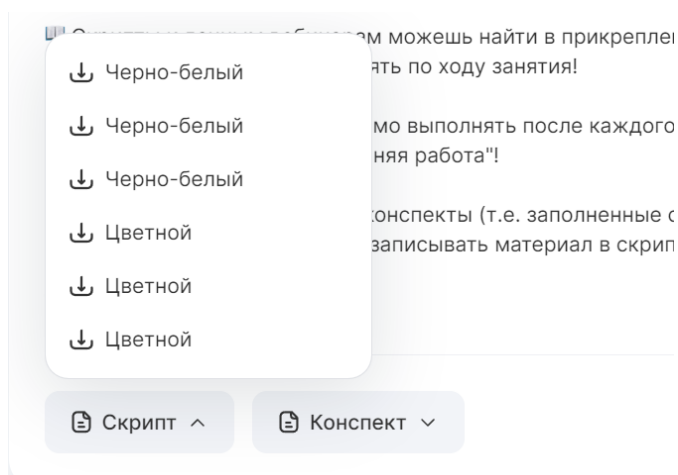 ам можешь найти в прикрепле
ять по ходу занятия!
Черно-белый
Черно-белый
мо выполнять после каждого
няя работа"!
Черно-белый
Цветной
конспекты (т.е. заполненные
записывать материал в скрип
Цветной
Цветной
Скрипт
Конспект